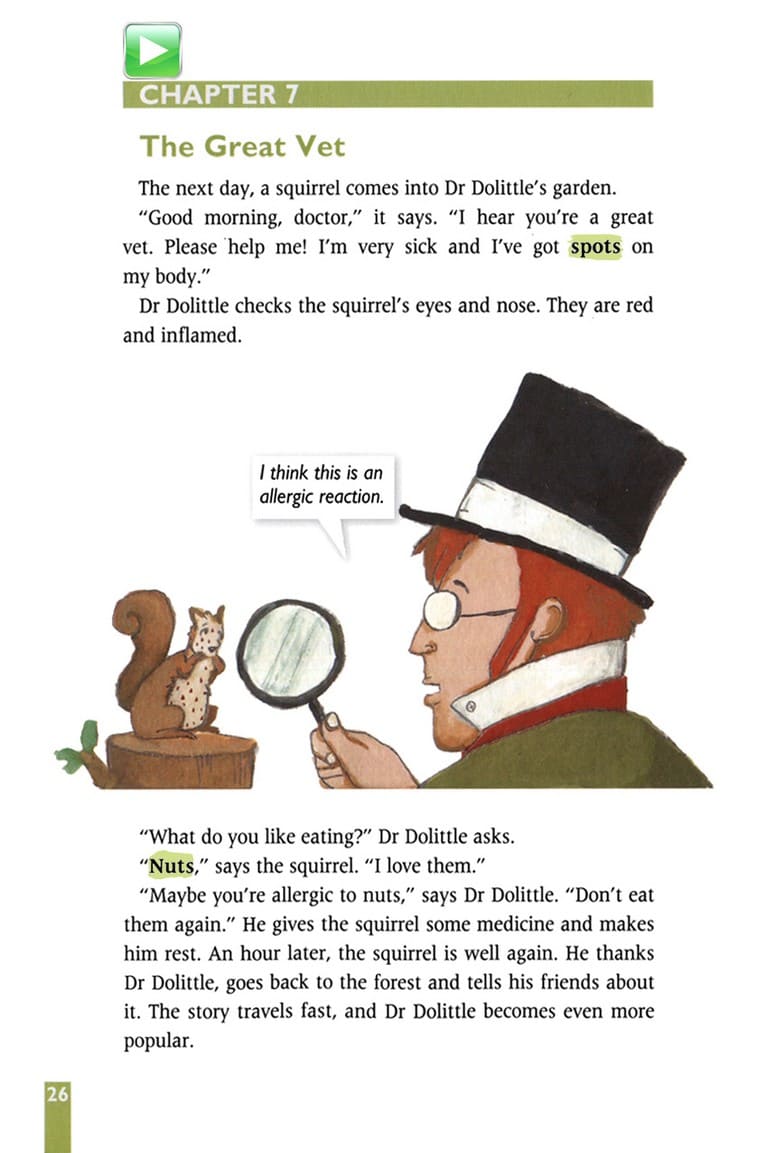 CHAPTER 7
The Great Vet
The next day, a squirrel comes into Dr Dolittle's garden.
“Good morning, doctor,” it says. “I hear you're a great
vet. Please help me! I'm very sick and I've got spots on
my body.”
Dr Dolittle checks the squirrel's eyes and nose. They are red
and inflamed.
I think this is an
allergic reaction.
“What do you like eating?” Dr Dolittle asks.
“Nuts,” says the squirrel. “I love them.”
“Maybe you're allergic to nuts,” says Dr Dolittle. “Don't eat
them again.” He gives the squirrel some medicine and makes
him rest. An hour later, the squirrel is well again. He thanks
Dr Dolittle, goes back to the forest and tells his friends about
it. The story travels fast, and Dr Dolittle becomes even more
popular.
26